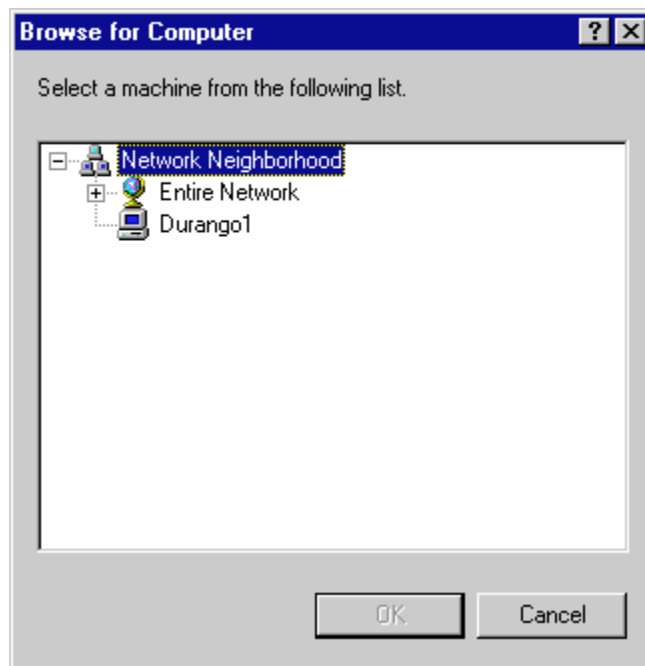 Browse for Computer
Select a machine from the following list.
Network Neighborhood
Entire Network
Durango1
OK
Cancel